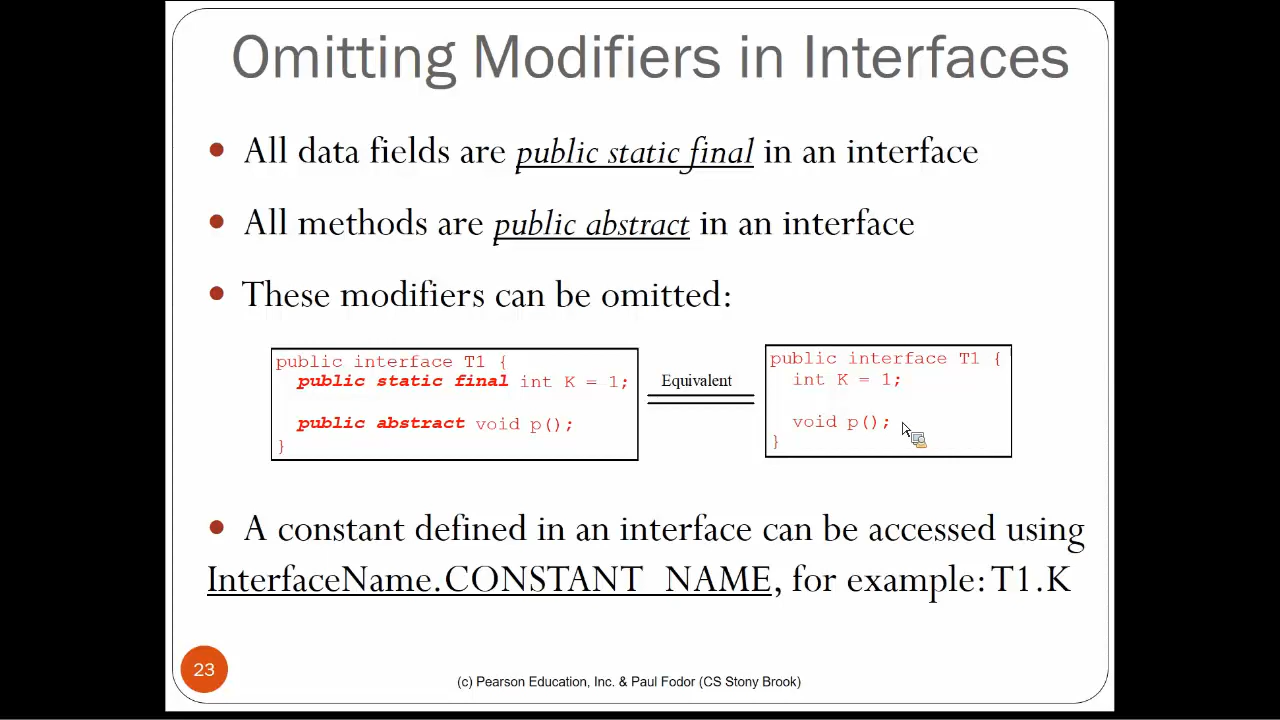 Omitting Modifiers in Interfaces
• All data fields are public static final in an interface
• All methods are public abstract in an interface
• These modifiers can be omitted:
public interface T1 {
public static final int K = 1;
public abstract void p();
}
Equivalent
public interface T1 {
int K = 1;
void p();
}
• A constant defined in an interface can be accessed using
InterfaceName.CONSTANT_NAME, for example: T1.K
23
(c) Pearson Education, Inc. & Paul Fodor (CS Stony Brook)